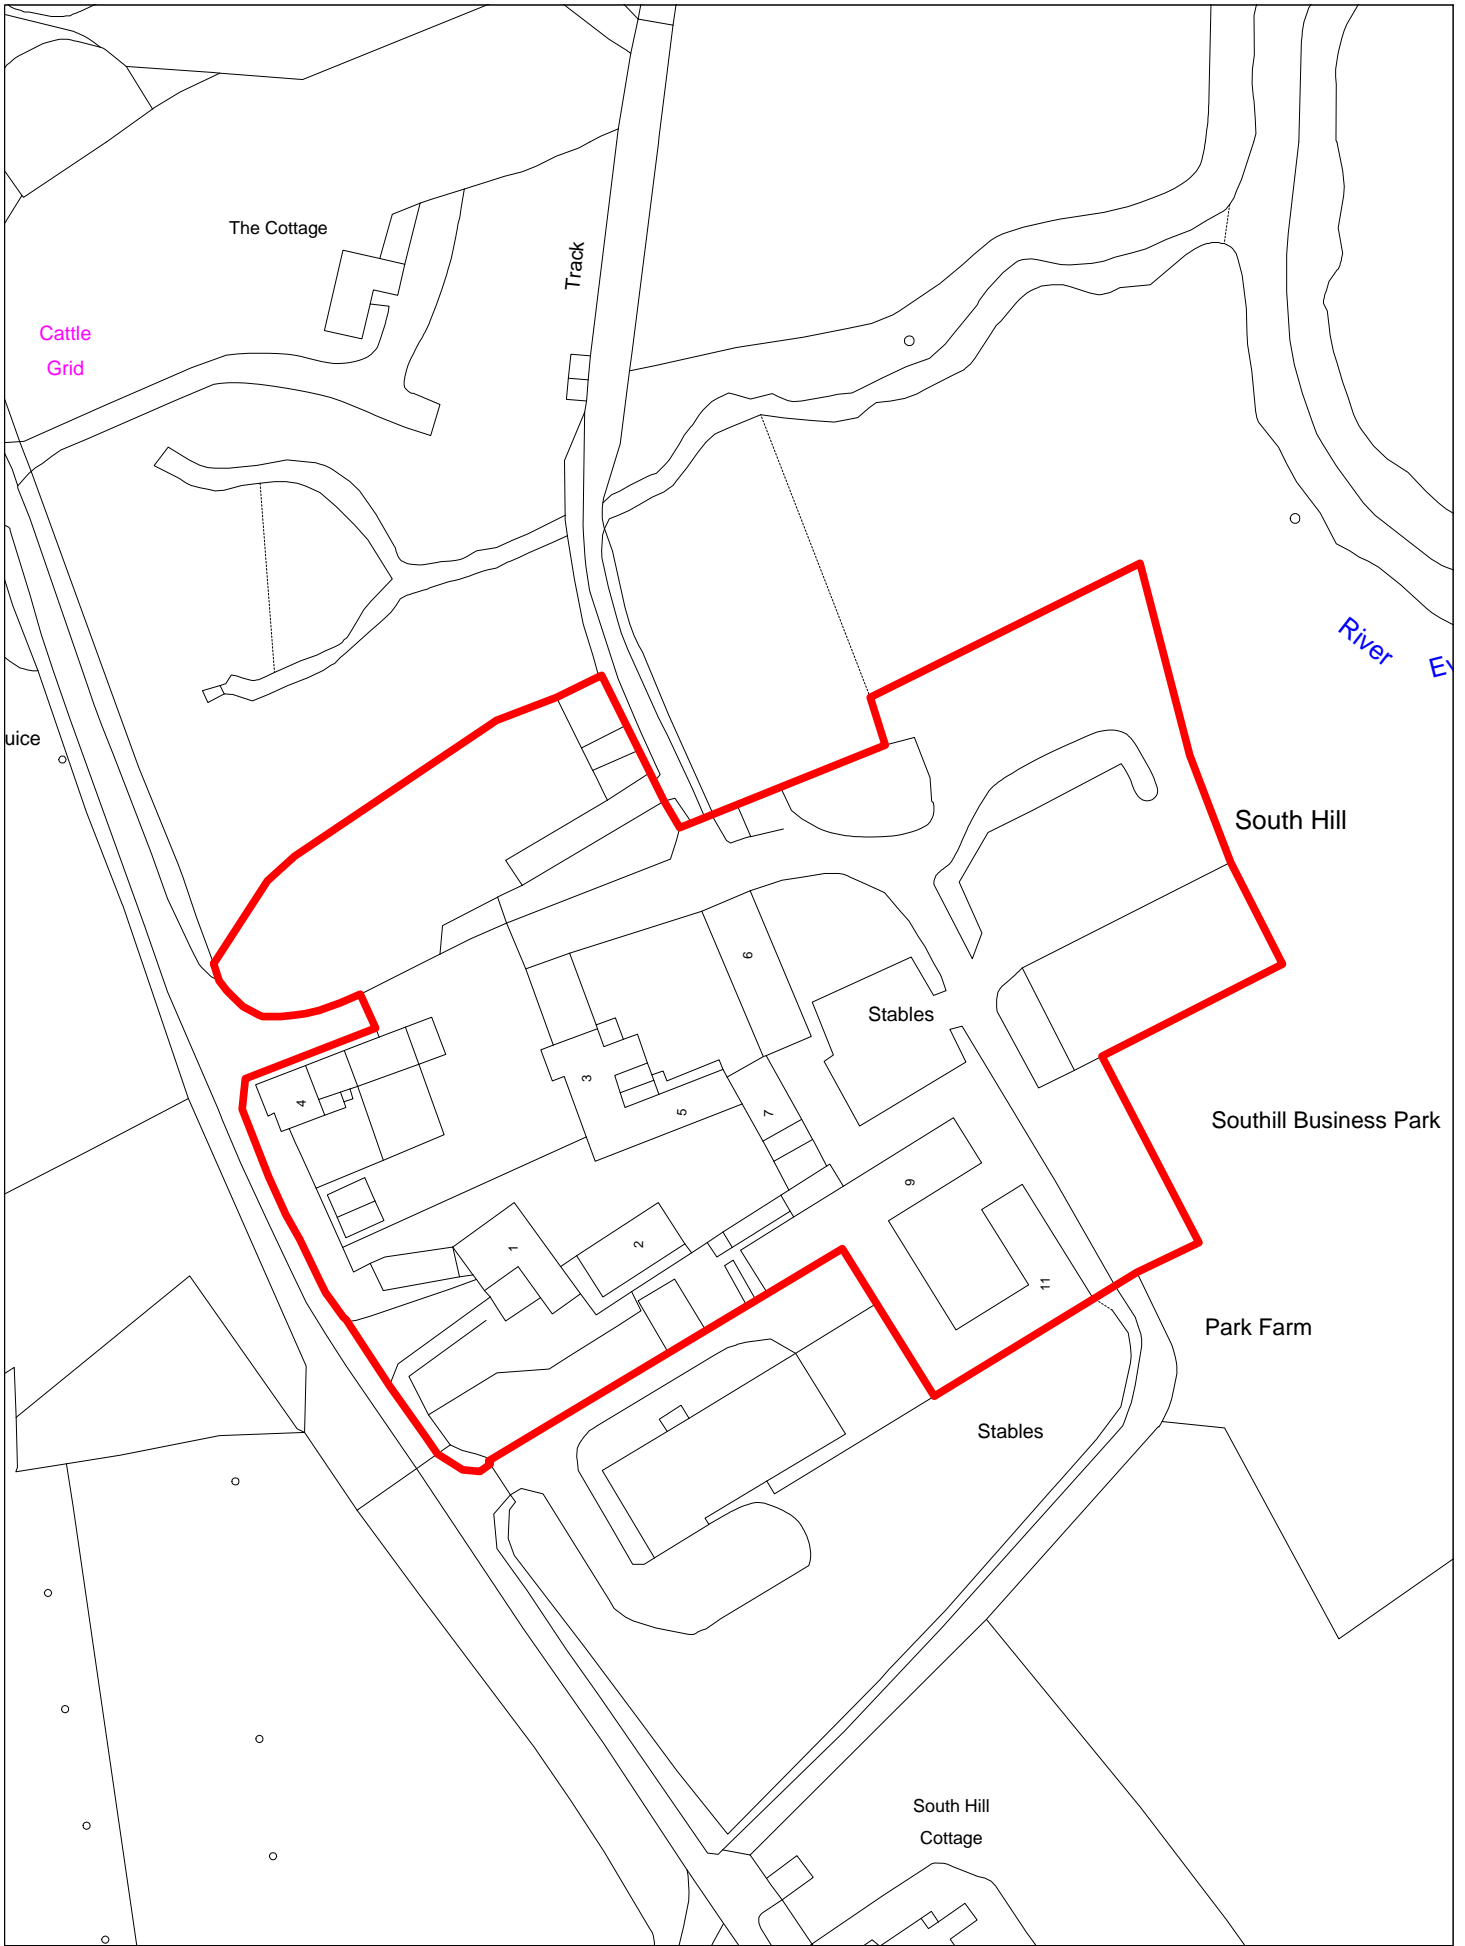 The Cottage
Track
Cattle
Grid
River
uice
South Hill
6
Stables
3
4
5
7
Southill Business Park
9
1
2
11
Park Farm
Stables
South Hill
Cottage